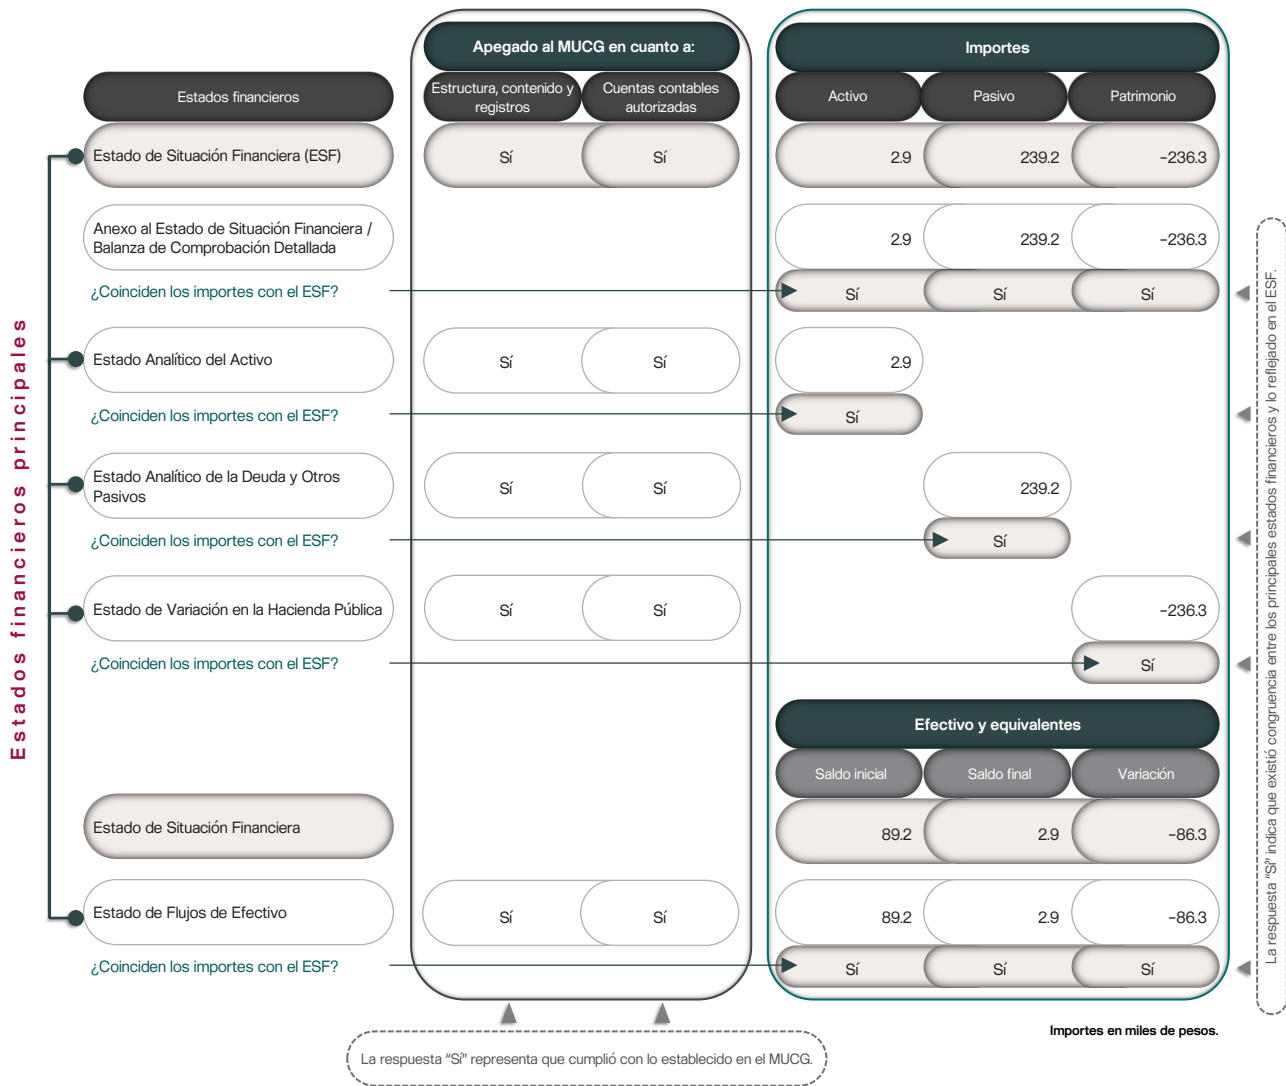 Apegado al MUCG en cuanto a:
Importes
Estados financieros
Estructura, contenido y
registros
Cuentas contables
autorizadas
Activo
Pasivo
Patrimonio
Estado de Situación Financiera (ESF)
Sí
Sí
2.9
239.2
-236.3
Anexo al Estado de Situación Financiera /
Balanza de Comprobación Detallada
2.9
239.2
-236.3
¿Coinciden los importes con el ESF?
Sí
Sí
Sí
Estado Analítico del Activo
Sí
Sí
2.9
¿Coinciden los importes con el ESF?
Sí
Estado Analítico de la Deuda y Otros
Pasivos
Sí
Sí
239.2
¿Coinciden los importes con el ESF?
Sí
Estado de Variación en la Hacienda Pública
Sí
Sí
-236.3
¿Coinciden los importes con el ESF?
Sí
Efectivo y equivalentes
Saldo inicial
Saldo final
Variación
Estado de Situación Financiera
89.2
2.9
-86.3
Estado de Flujos de Efectivo
Sí
Sí
89.2
2.9
-86.3
¿Coinciden los importes con el ESF?
Sí
Sí
Sí
Estados financieros principales
La respuesta "Sí" indica que existió congruencia entre los principales estados financieros y lo reflejado en el ESF.
Importes en miles de pesos.
La respuesta "Sí" representa que cumplió con lo establecido en el MUCG.